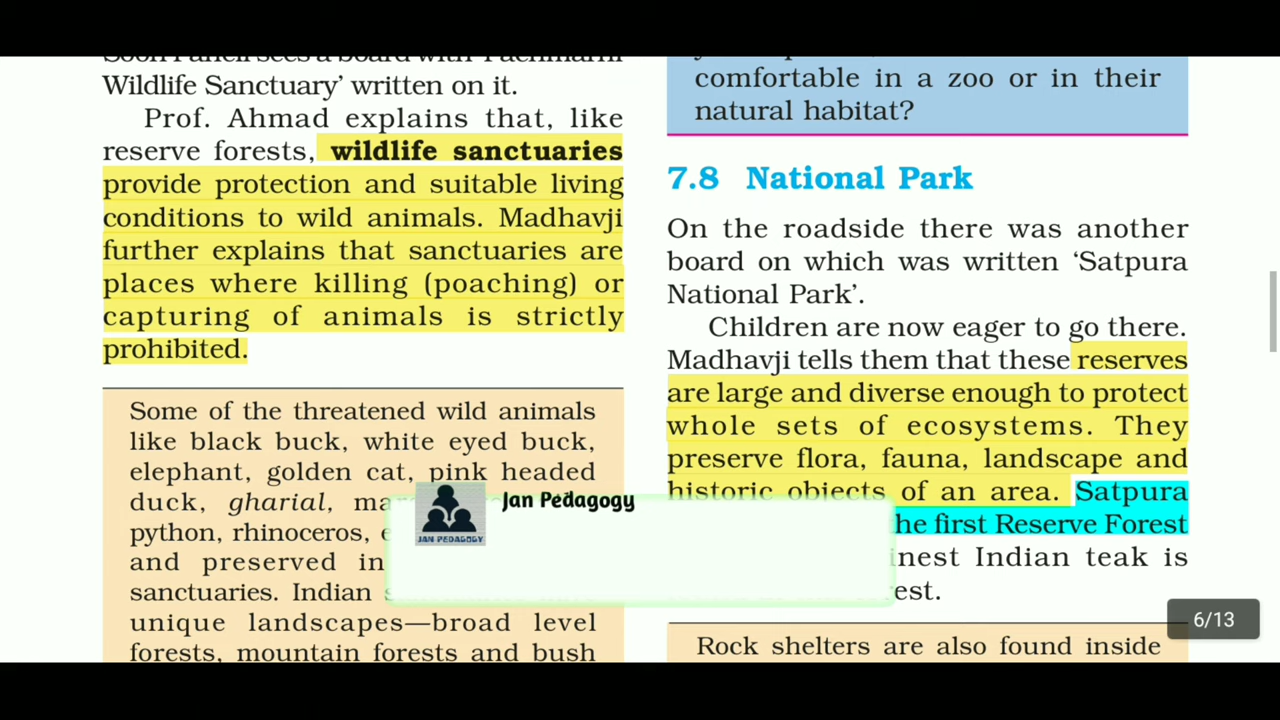 Wildlife Sanctuary’ written on it.
Prof. Ahmad explains that, like
reserve forests, wildlife sanctuaries
provide protection and suitable living
conditions to wild animals. Madhavji
further explains that sanctuaries are
places where killing (poaching) or
capturing of animals is strictly
prohibited.
Some of the threatened wild animals
like black buck, white eyed buck,
elephant, golden cat, pink headed
duck, gharial,
python, rhinoceros,
and preserved in
sanctuaries. Indian
unique landscapes—broad level
forests, mountain forests and bush
comfortable in a zoo or in their
natural habitat?
7.8 National Park
On the roadside there was another
board on which was written ‘Satpura
National Park’.
Children are now eager to go there.
Madhavji tells them that these reserves
are large and diverse enough to protect
whole sets of ecosystems. They
preserve flora, fauna, landscape and
historic objects of an area. Satpura
the first Reserve Forest
Indian teak is
Rock shelters are also found inside
Jan Pedagogy
JAN PEDAGOGY
6/13